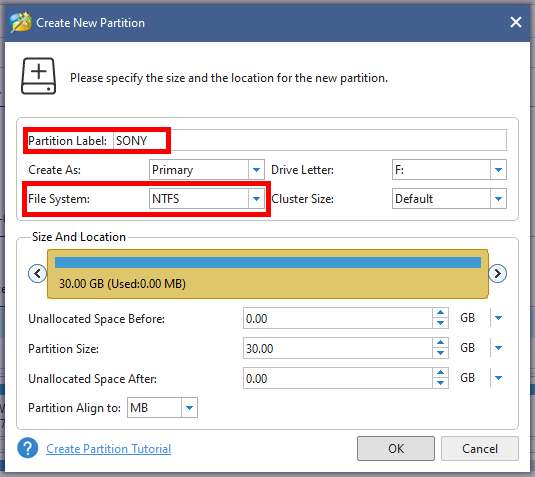 Create New Partition
Please specify the size and the location for the new partition.
Partition Label: SONY
Create As: Primary Drive Letter: F:
File System: NTFS Cluster Size: Default
Size And Location
30.00 GB (Used:0.00 MB)
Unallocated Space Before: 0.00 GB
Partition Size: 30.00 GB
Unallocated Space After: 0.00 GB
Partition Align to: MB
Create Partition Tutorial OK Cancel